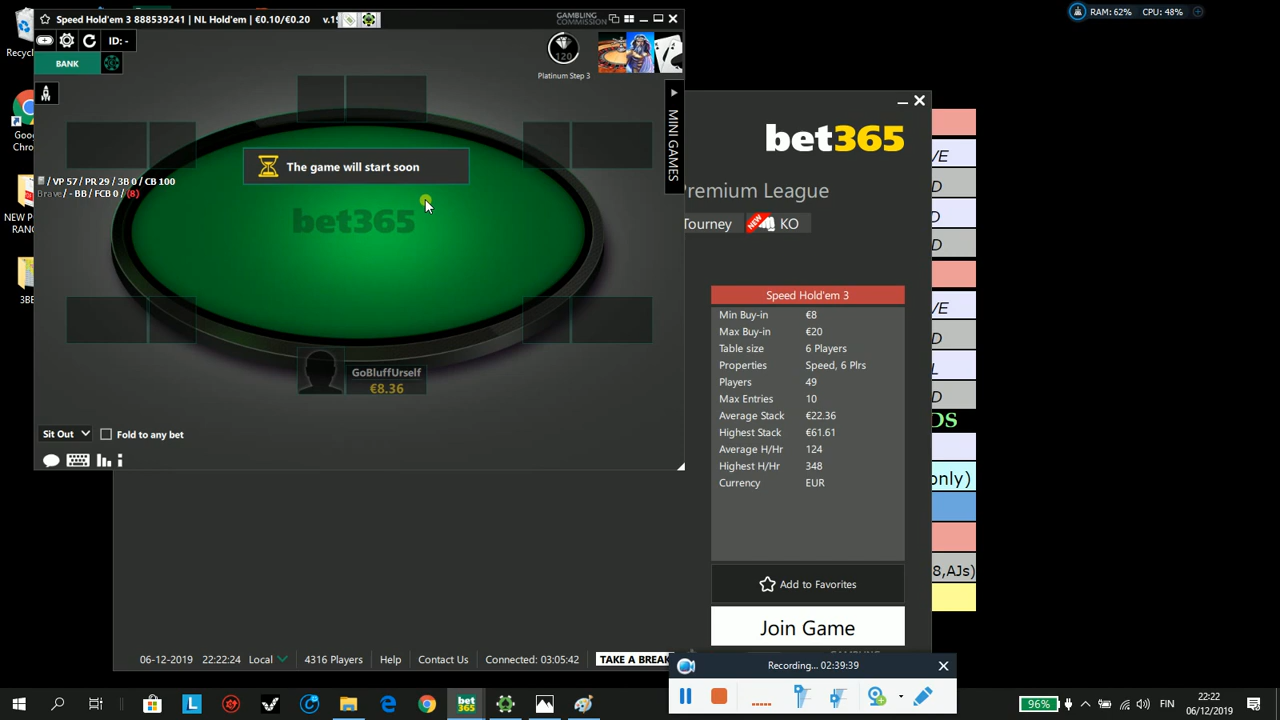 Speed Hold'em 3 888539241 | NL Hold'em | €0.10/€0.20
GAMBLING
COMMISSION
RAM: 62% CPU: 48%
ID: -
BANK
120
Platinum Step 3
MINI GAMES
The game will start soon
/ VP 57 / PR 29 / 3B 0 / CB 100
Brave / - BB / FCB 0 / (8)
bet365
GoBluffUrself
€8.36
Sit Out
Fold to any bet
bet365
Premium League
Tourney
NEW
KO
Speed Hold'em 3
Min Buy-in €8
Max Buy-in €20
Table size 6 Players
Properties Speed, 6 Plrs
Players 49
Max Entries 10
Average Stack €22.36
Highest Stack €61.61
Average H/Hr 124
Highest H/Hr 348
Currency EUR
Add to Favorites
Join Game
only)
8,AJs)
06-12-2019 22:22:24 Local 4316 Players Help Contact Us Connected: 03:05:42 TAKE A BREAK
Recording... 02:39:39
96%
FIN
22:22
06/12/2019